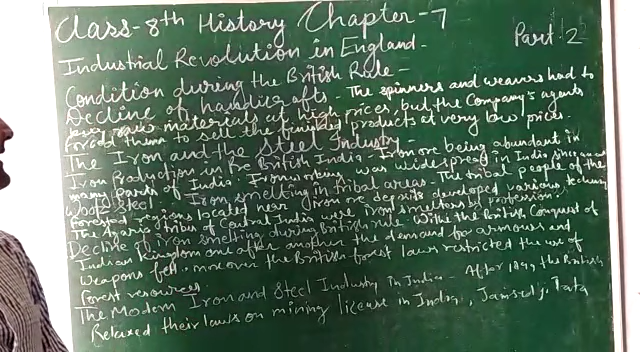 Class-8th History Chapter-7
Part 2
Industrial Revolution in England-
Condition during the British Rule-
Decline of handicrafts - The spinners and weavers had to
buy raw materials at high prices, but the Company's agents
forced them to sell the finished products at very low prices.
The Iron and the Steel Industry-
Iron Production in Pre British India - Iron ore being abundant in
many parts of India. Iron working was widespread in India since
Wootz steel - Iron smelting in tribal areas. The tribal people of the
forested regions located near iron ore deposits developed various
The Agaria tribes of Central India were iron smelters by profession.
Decline of iron smelting during British rule - With the British Conquest of
Indian Kingdom one after another the demand for armours and
weapons fell. moreover the British forest laws restricted the use of
forest resources.
The Modern Iron and Steel Industry in India - After 1899, the British
Relaxed their laws on mining license in India, Jamsedji Tata